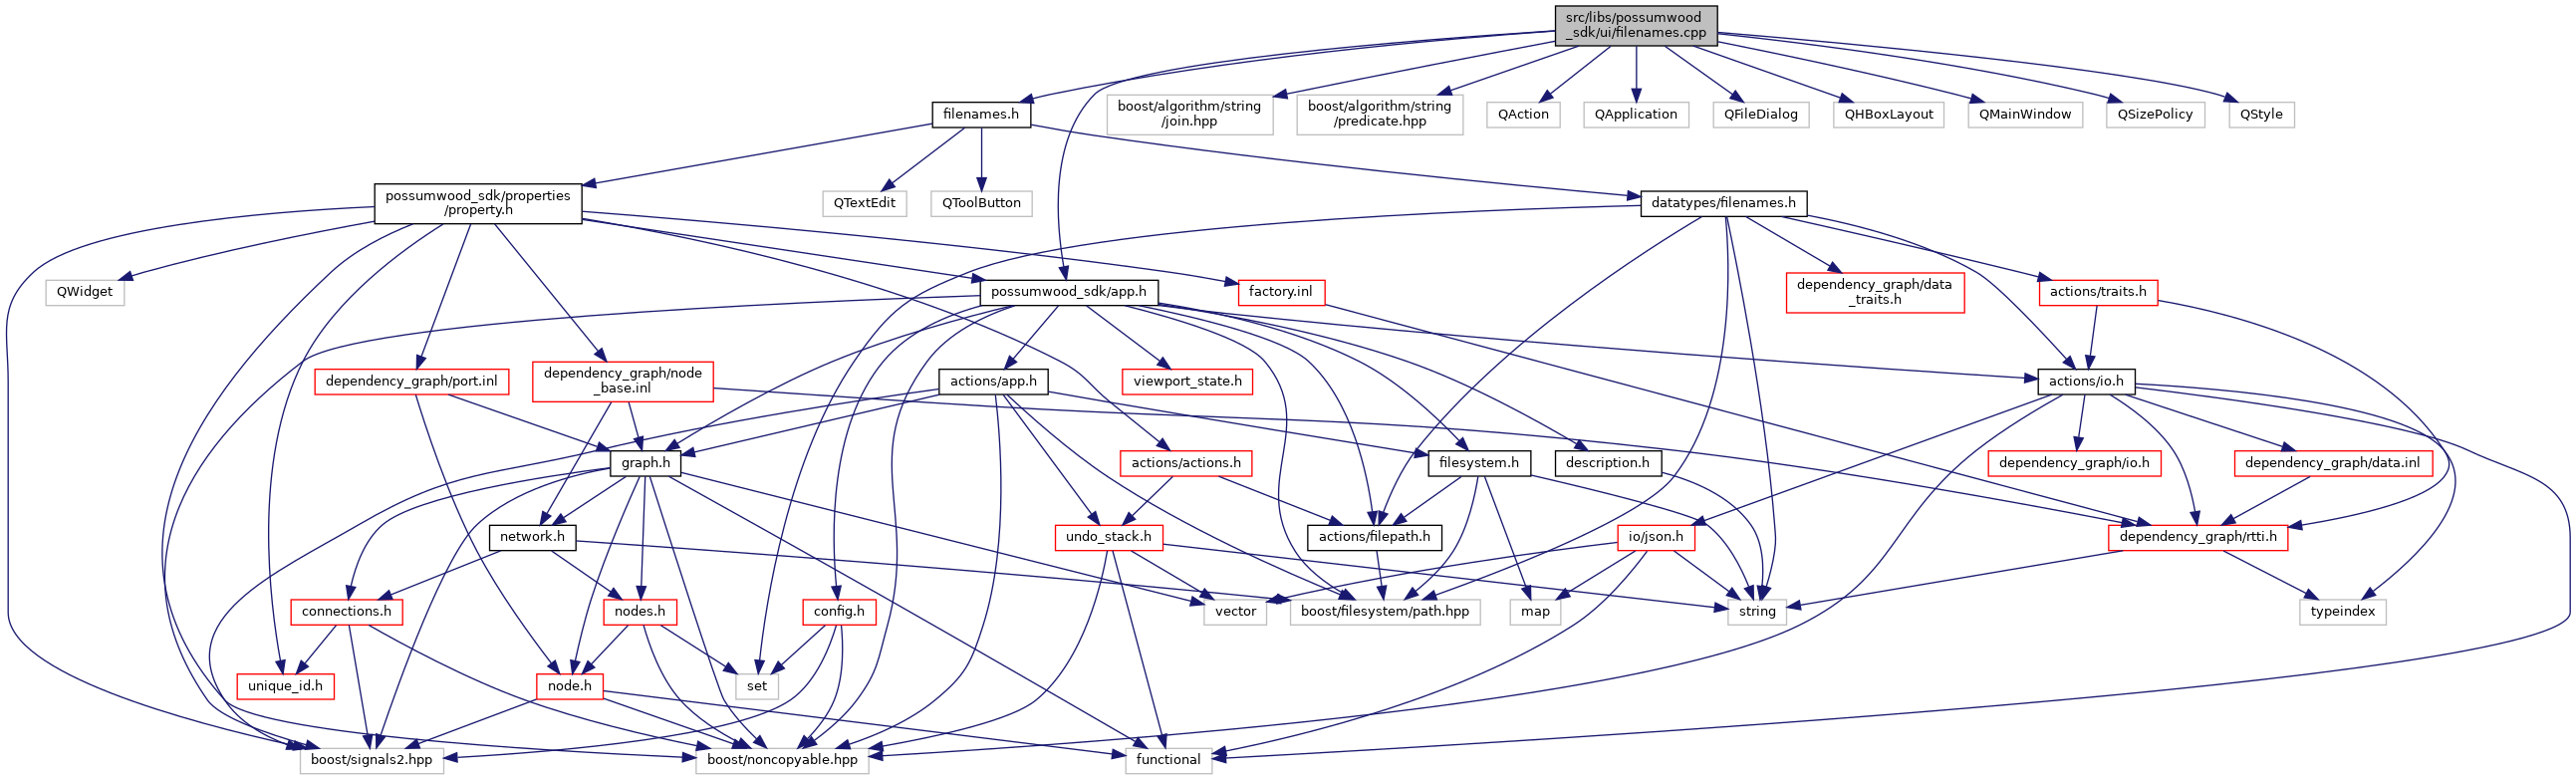 src/libs/possumwood
_sdk/ui/filenames.cpp
filenames.h
boost/algorithm/string
/join.hpp
boost/algorithm/string
/predicate.hpp
QAction
QApplication
QFileDialog
QHBoxLayout
QMainWindow
QSizePolicy
QStyle
possumwood_sdk/properties
/property.h
QTextEdit
QToolButton
datatypes/filenames.h
QWidget
possumwood_sdk/app.h
factory.inl
dependency_graph/data
_traits.h
actions/traits.h
dependency_graph/port.inl
dependency_graph/node
_base.inl
actions/app.h
viewport_state.h
actions/io.h
graph.h
actions/actions.h
filesystem.h
description.h
dependency_graph/io.h
dependency_graph/data.inl
network.h
undo_stack.h
actions/filepath.h
io/json.h
dependency_graph/rtti.h
connections.h
nodes.h
config.h
vector
boost/filesystem/path.hpp
map
string
typeindex
unique_id.h
node.h
set
boost/signals2.hpp
boost/noncopyable.hpp
functional